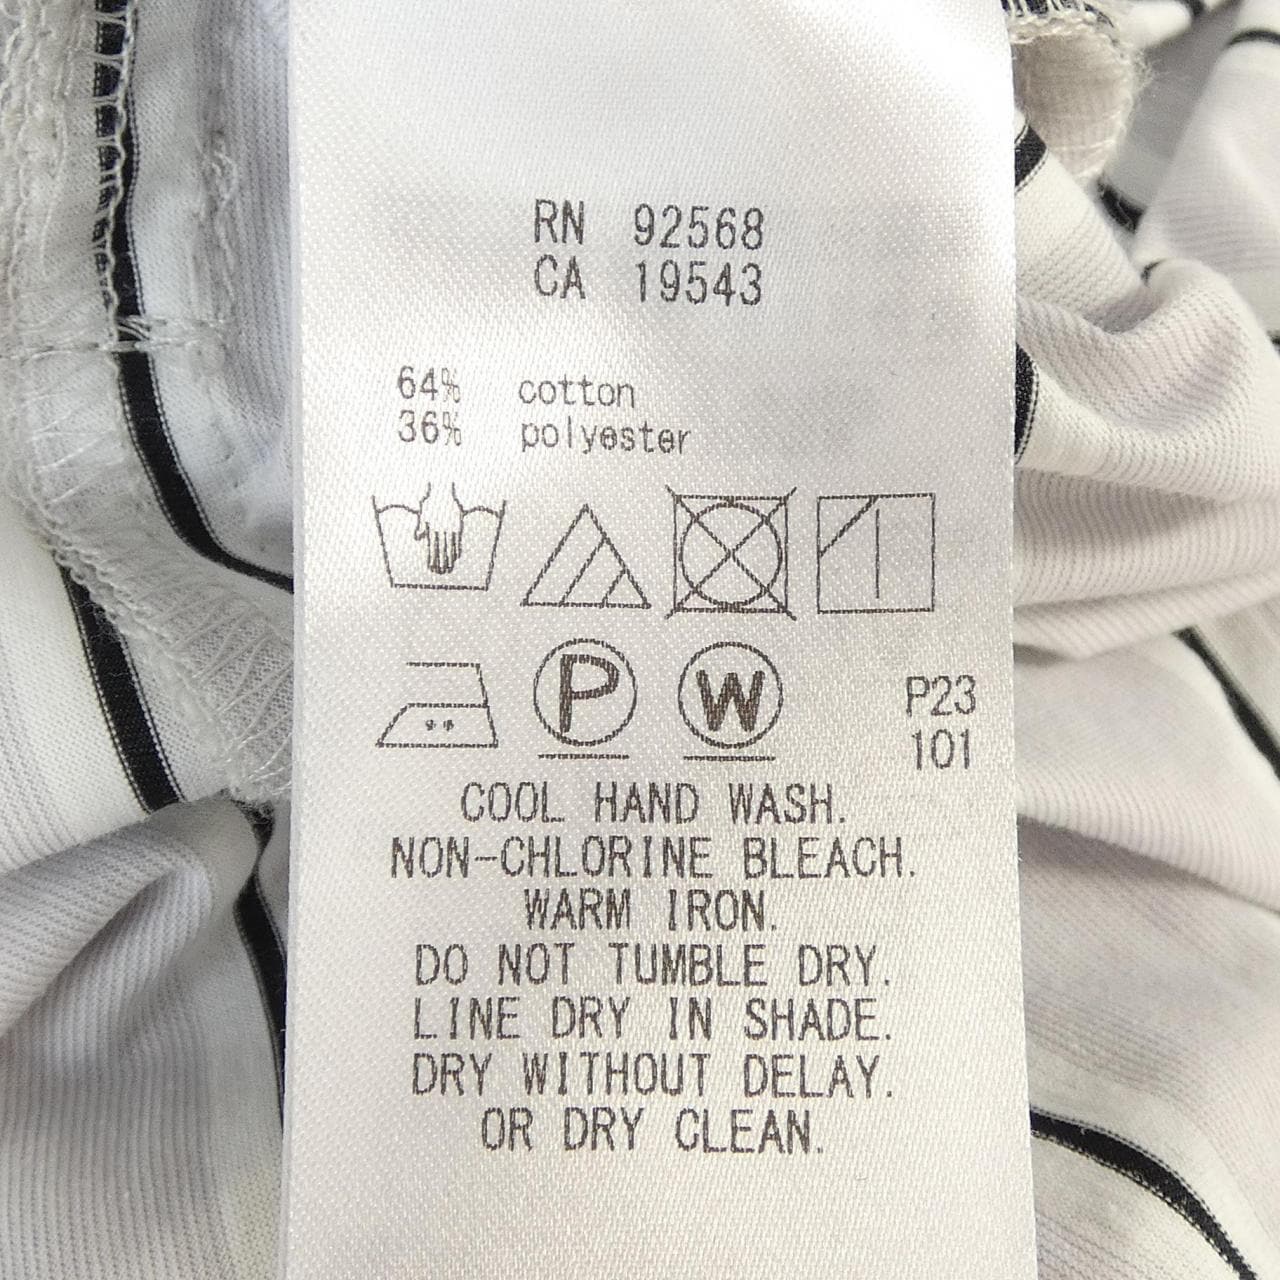 RN 92568
CA 19543
64% cotton
36% polyester
P
W
P23
101
COOL HAND WASH.
NON-CHLORINE BLEACH.
WARM IRON.
DO NOT TUMBLE DRY.
LINE DRY IN SHADE.
DRY WITHOUT DELAY.
OR DRY CLEAN.